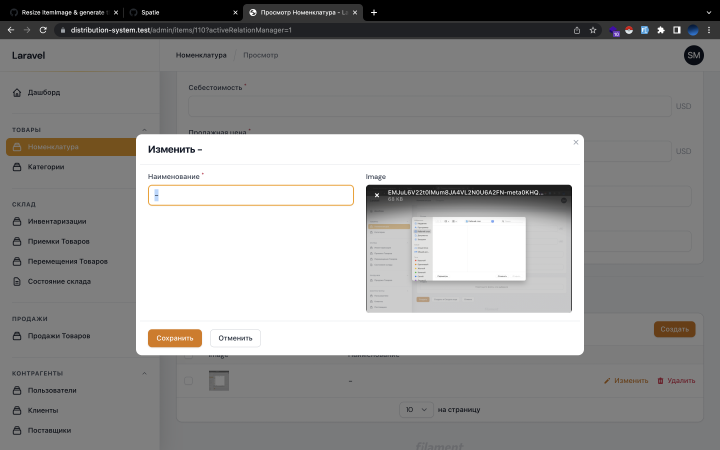 Resize ItemImage & generate t
Spatie
Просмотр Номенклатура - La
distribution-system.test/admin/items/110?activeRelationManager=1
10
Laravel
Номенклатура / Просмотр
SM
Дашборд
Себестоимость *
USD
ТОВАРЫ
Продажная цена *
Номенклатура
USD
Категории
Изменить –
Наименование *
–
Image
EMJuL6V22t0IMum8JA4VL2N0U6A2FN-meta0KHQ...
68 KB
СКЛАД
Инвентаризации
Приемки Товаров
Перемещения Товаров
Состояние склада
ПРОДАЖИ
Продажи Товаров
Сохранить
Отменить
Создать
Image
Наименование
КОНТРАГЕНТЫ
–
Изменить
Удалить
Пользователи
10
на страницу
Клиенты
Поставщики
filament